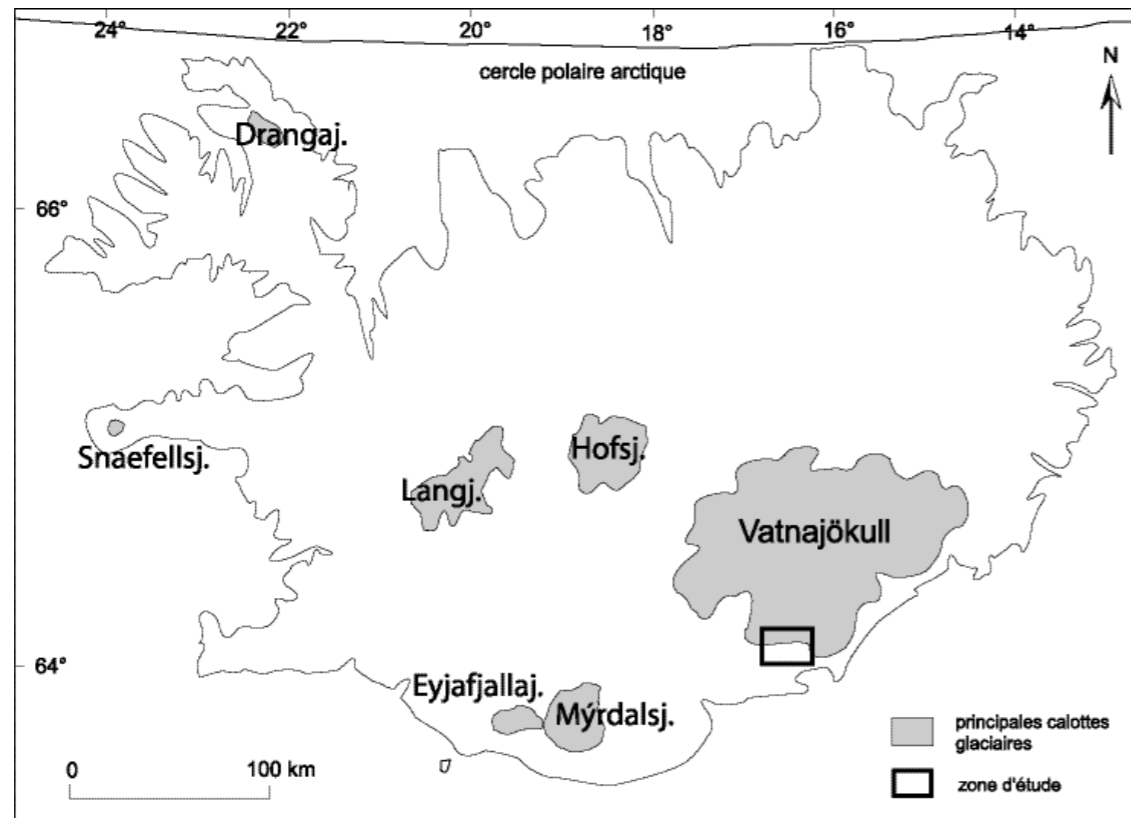 24° 22° 20° 18° 16° 14°
cercle polaire arctique
N
Drangaj.
66°
Snaefellsj.
Hofsj.
Langj.
Vatnajökull
64°
Eyjafjallaj.
Mýrdalsj.
principales calottes
glaciaires
0 100 km
zone d'étude